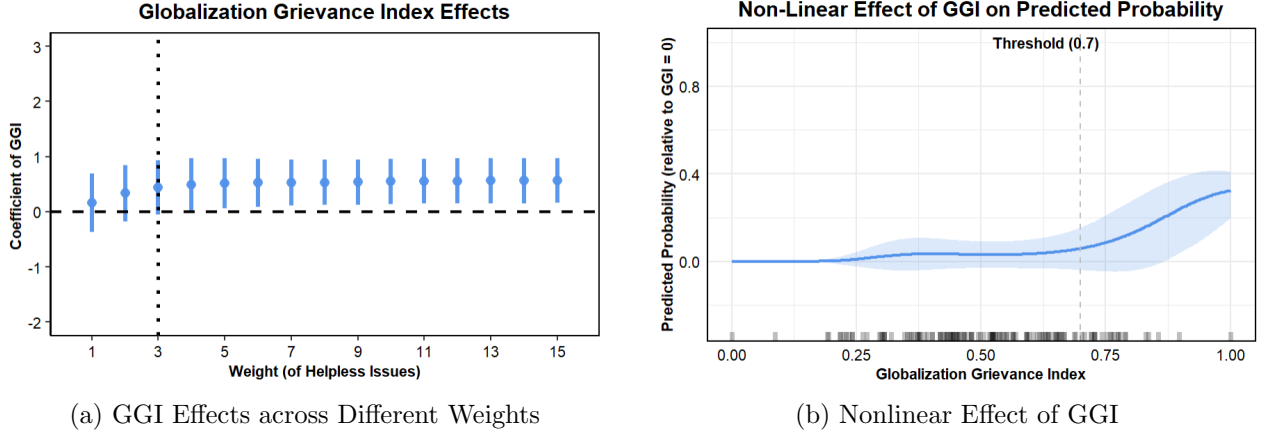 Globalization Grievance Index Effects
3
2
1
0
-1
-2
Coefficient of GGI
1 3 5 7 9 11 13 15
Weight (of Helpless Issues)
(a) GGI Effects across Different Weights
Non-Linear Effect of GGI on Predicted Probability
Threshold (0.7)
0.8
0.4
0.0
Predicted Probability (relative to GGI = 0)
0.00 0.25 0.50 0.75 1.00
Globalization Grievance Index
(b) Nonlinear Effect of GGI